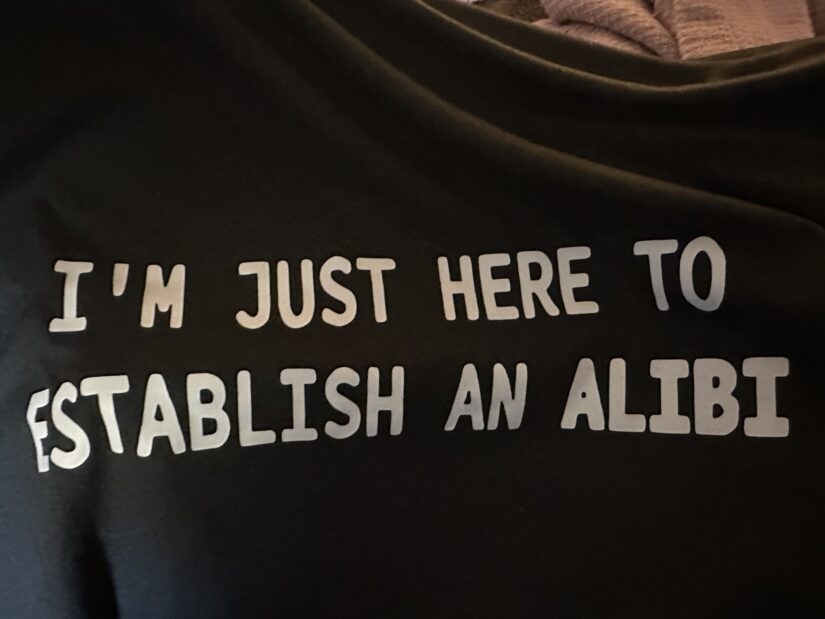 I'M JUST HERE TO
ESTABLISH AN ALIBI